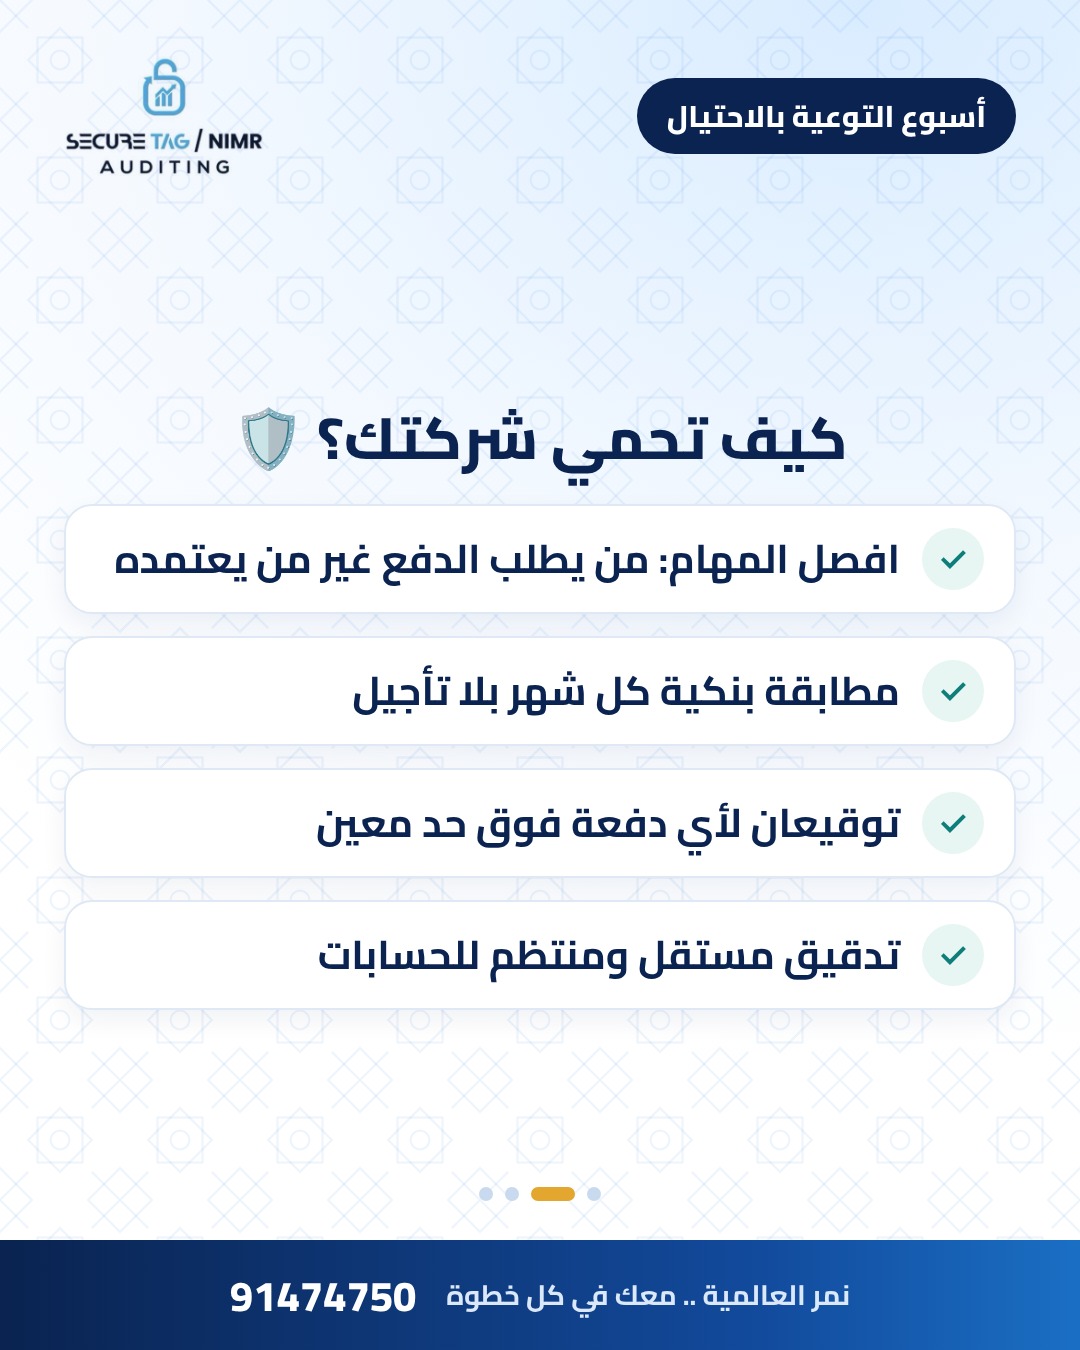 أسبوع التوعية بالاحتيال
SECURE TAG / NIMR
AUDITING
كيف تحمي شركتك؟
افصل المهام: من يطلب الدفع غير من يعتمده
مطابقة بنكية كل شهر بلا تأجيل
توقيعان لأي دفعة فوق حد معين
تدقيق مستقل ومنتظم للحسابات
نمر العالمية .. معك في كل خطوة 91474750